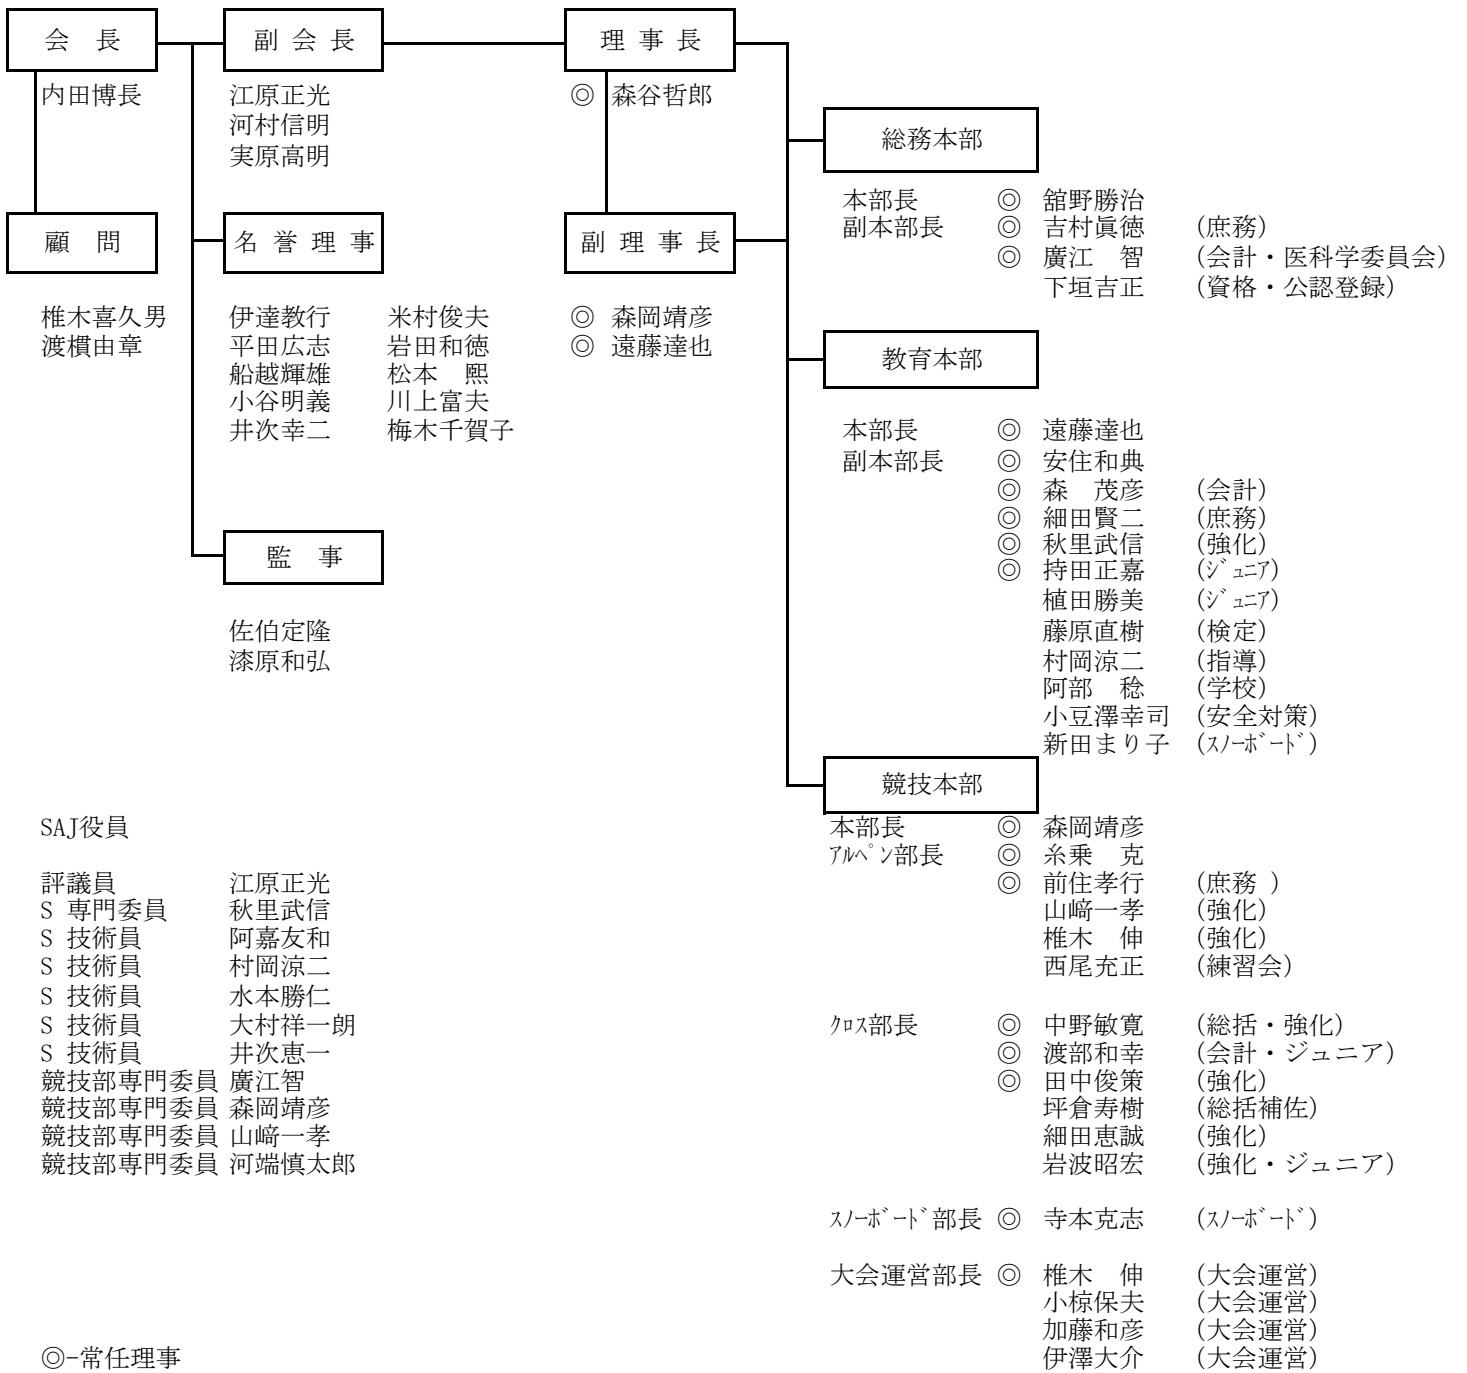 会　長
内田博長
顧　問
椎木喜久男
渡横由章
副 会 長
江原正光
河村信明
実原高明
名 誉 理 事
伊達教行　米村俊夫
平田広志　岩田和徳
船越輝雄　松本　煕
小谷明義　川上富夫
井次幸二　梅木千賀子
監　事
佐伯定隆
漆原和弘
理 事 長
◎ 森谷哲郎
副 理 事 長
◎ 森岡靖彦
◎ 遠藤達也
総務本部
本部長　◎ 舘野勝治
副本部長　◎ 吉村眞徳　(庶務)
◎ 廣江　智　(会計・医科学委員会)
下垣吉正　(資格・公認登録)
教育本部
本部長　◎ 遠藤達也
副本部長　◎ 安住和典
◎ 森　茂彦　(会計)
◎ 細田賢二　(庶務)
◎ 秋里武信　(強化)
◎ 持田正嘉　(ｼﾞｭﾆｱ)
植田勝美　(ｼﾞｭﾆｱ)
藤原直樹　(検定)
村岡涼二　(指導)
阿部　稔　(学校)
小豆澤幸司　(安全対策)
新田まり子　(ｽﾉｰﾎﾞｰﾄﾞ)
競技本部
本部長　◎ 森岡靖彦
ｱﾙﾍﾟﾝ部長　◎ 糸乗　克
◎ 前住孝行　(庶務 )
山﨑一孝　(強化)
椎木　伸　(強化)
西尾充正　(練習会)
ｸﾛｽ部長　◎ 中野敏寛　(総括・強化)
◎ 渡部和幸　(会計・ジュニア)
◎ 田中俊策　(強化)
坪倉寿樹　(総括補佐)
細田恵誠　(強化)
岩波昭宏　(強化・ジュニア)
ｽﾉｰﾎﾞｰﾄﾞ部長 ◎ 寺本克志　(ｽﾉｰﾎﾞｰﾄﾞ)
大会運営部長 ◎ 椎木　伸　(大会運営)
小椋保夫　(大会運営)
加藤和彦　(大会運営)
伊澤大介　(大会運営)
SAJ役員
評議員　江原正光
S 専門委員　秋里武信
S 技術員　阿嘉友和
S 技術員　村岡涼二
S 技術員　水本勝仁
S 技術員　大村祥一朗
S 技術員　井次恵一
競技部専門委員 廣江智
競技部専門委員 森岡靖彦
競技部専門委員 山﨑一孝
競技部専門委員 河端慎太郎
◎-常任理事